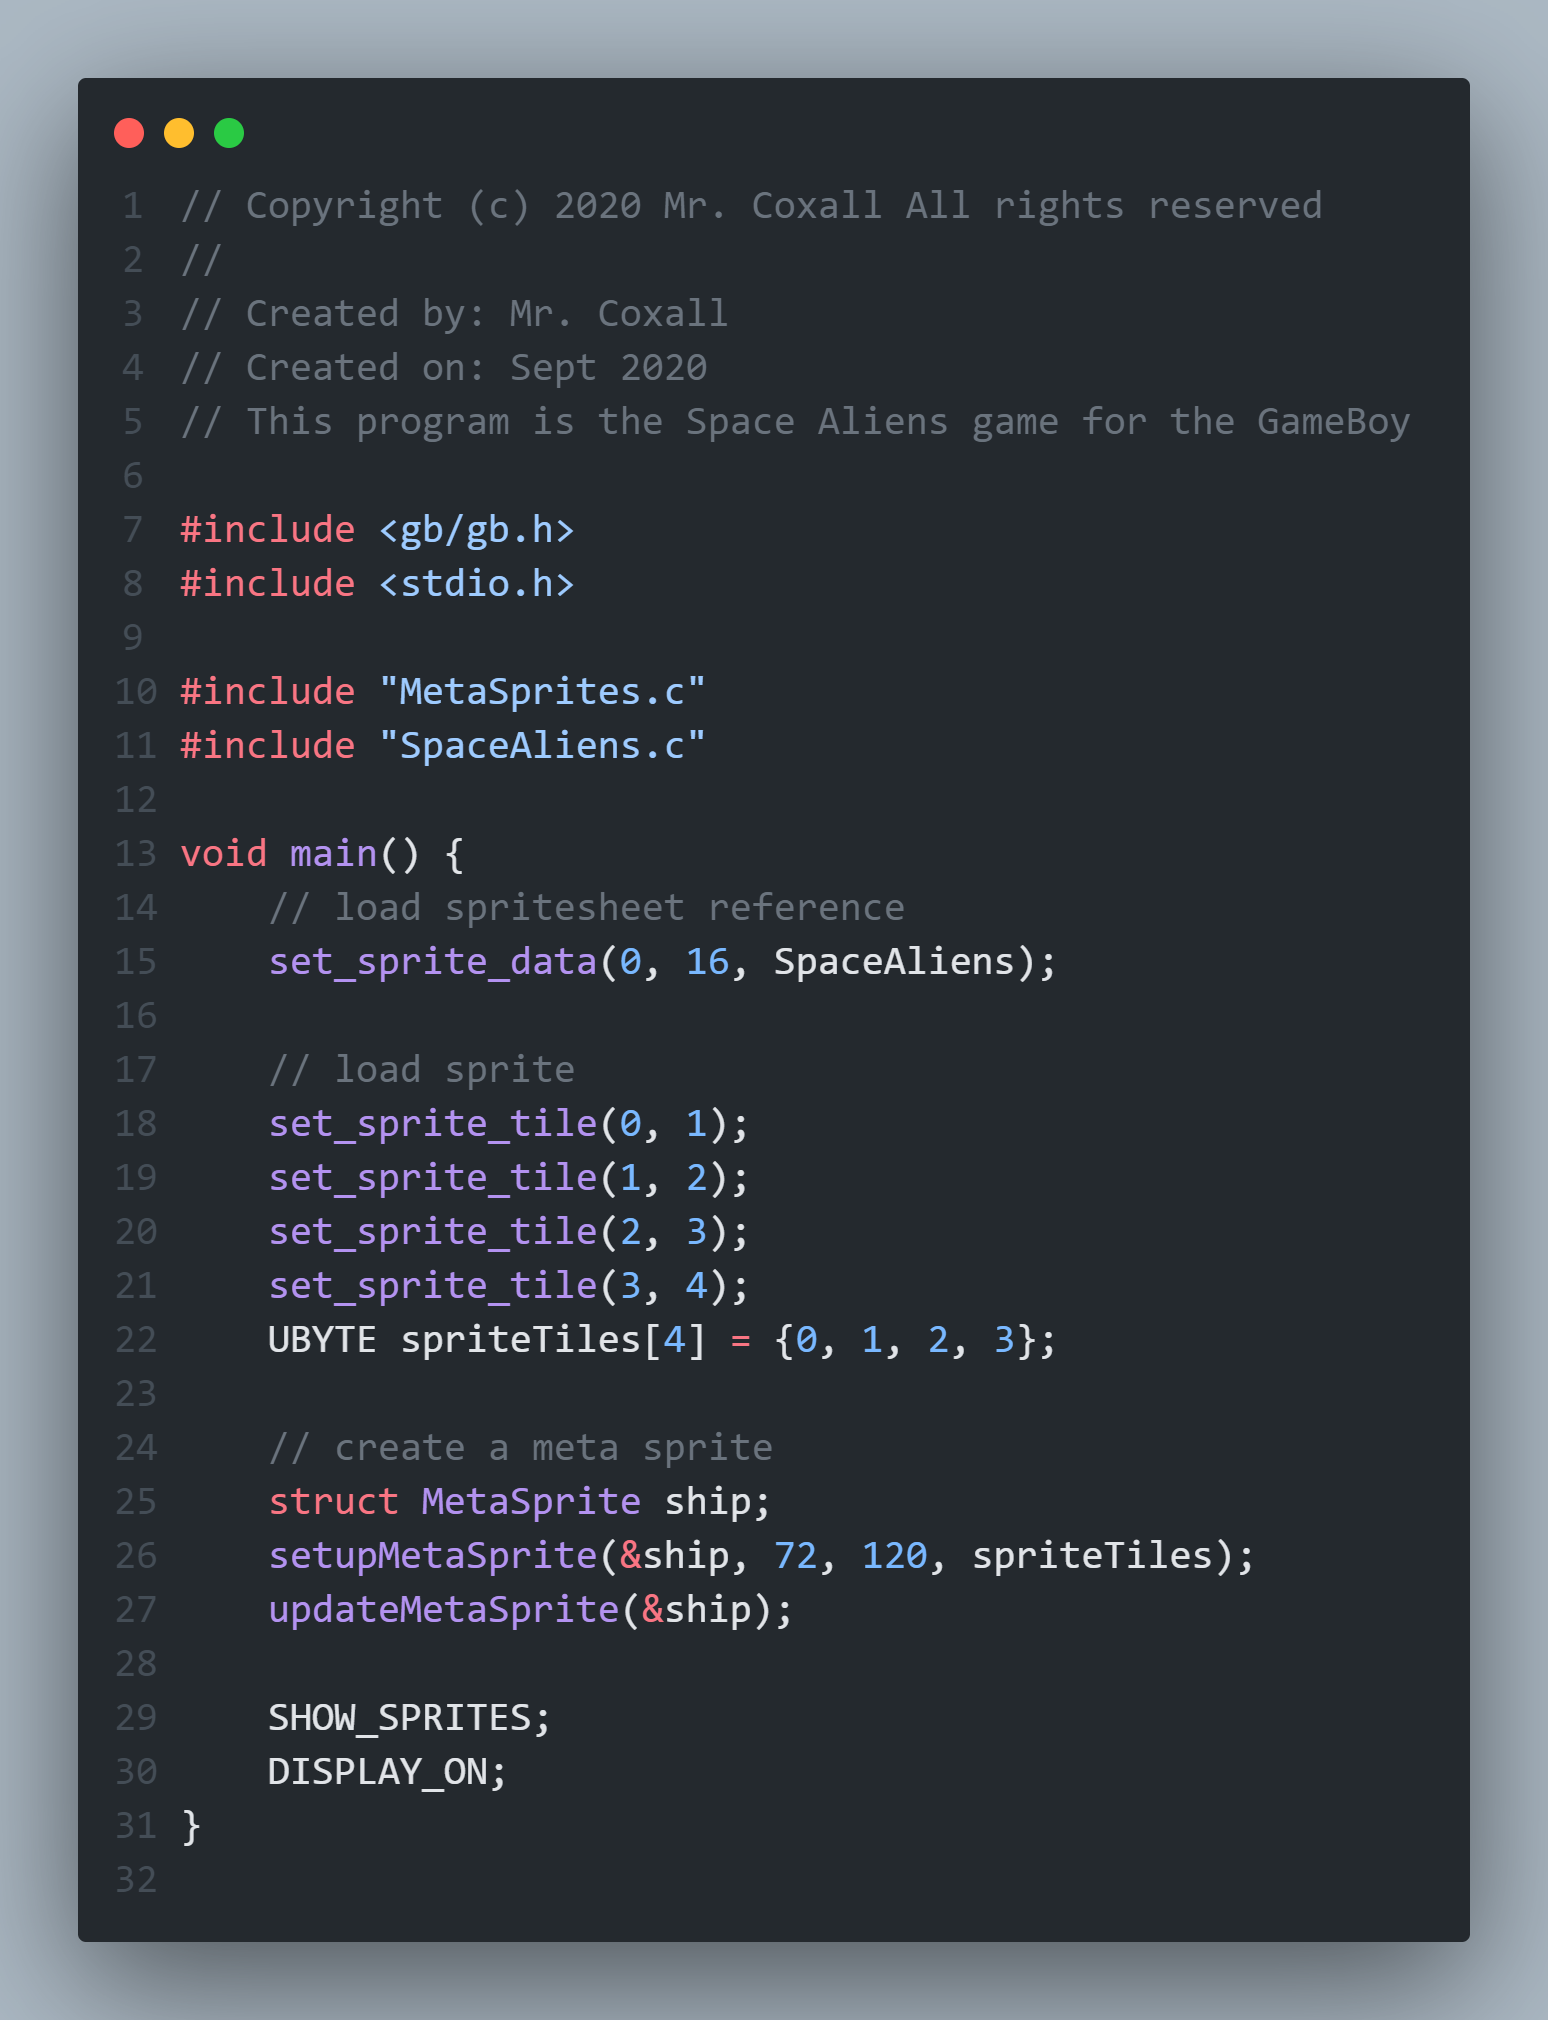 1 // Copyright (c) 2020 Mr. Coxall All rights reserved
2 //
3 // Created by: Mr. Coxall
4 // Created on: Sept 2020
5 // This program is the Space Aliens game for the GameBoy
6
7 #include <gb/gb.h>
8 #include <stdio.h>
9
10 #include "MetaSprites.c"
11 #include "SpaceAliens.c"
12
13 void main() {
14     // load spritesheet reference
15     set_sprite_data(0, 16, SpaceAliens);
16
17     // load sprite
18     set_sprite_tile(0, 1);
19     set_sprite_tile(1, 2);
20     set_sprite_tile(2, 3);
21     set_sprite_tile(3, 4);
22     UBYTE spriteTiles[4] = {0, 1, 2, 3};
23
24     // create a meta sprite
25     struct MetaSprite ship;
26     setupMetaSprite(&ship, 72, 120, spriteTiles);
27     updateMetaSprite(&ship);
28
29     SHOW_SPRITES;
30     DISPLAY_ON;
31 }
32